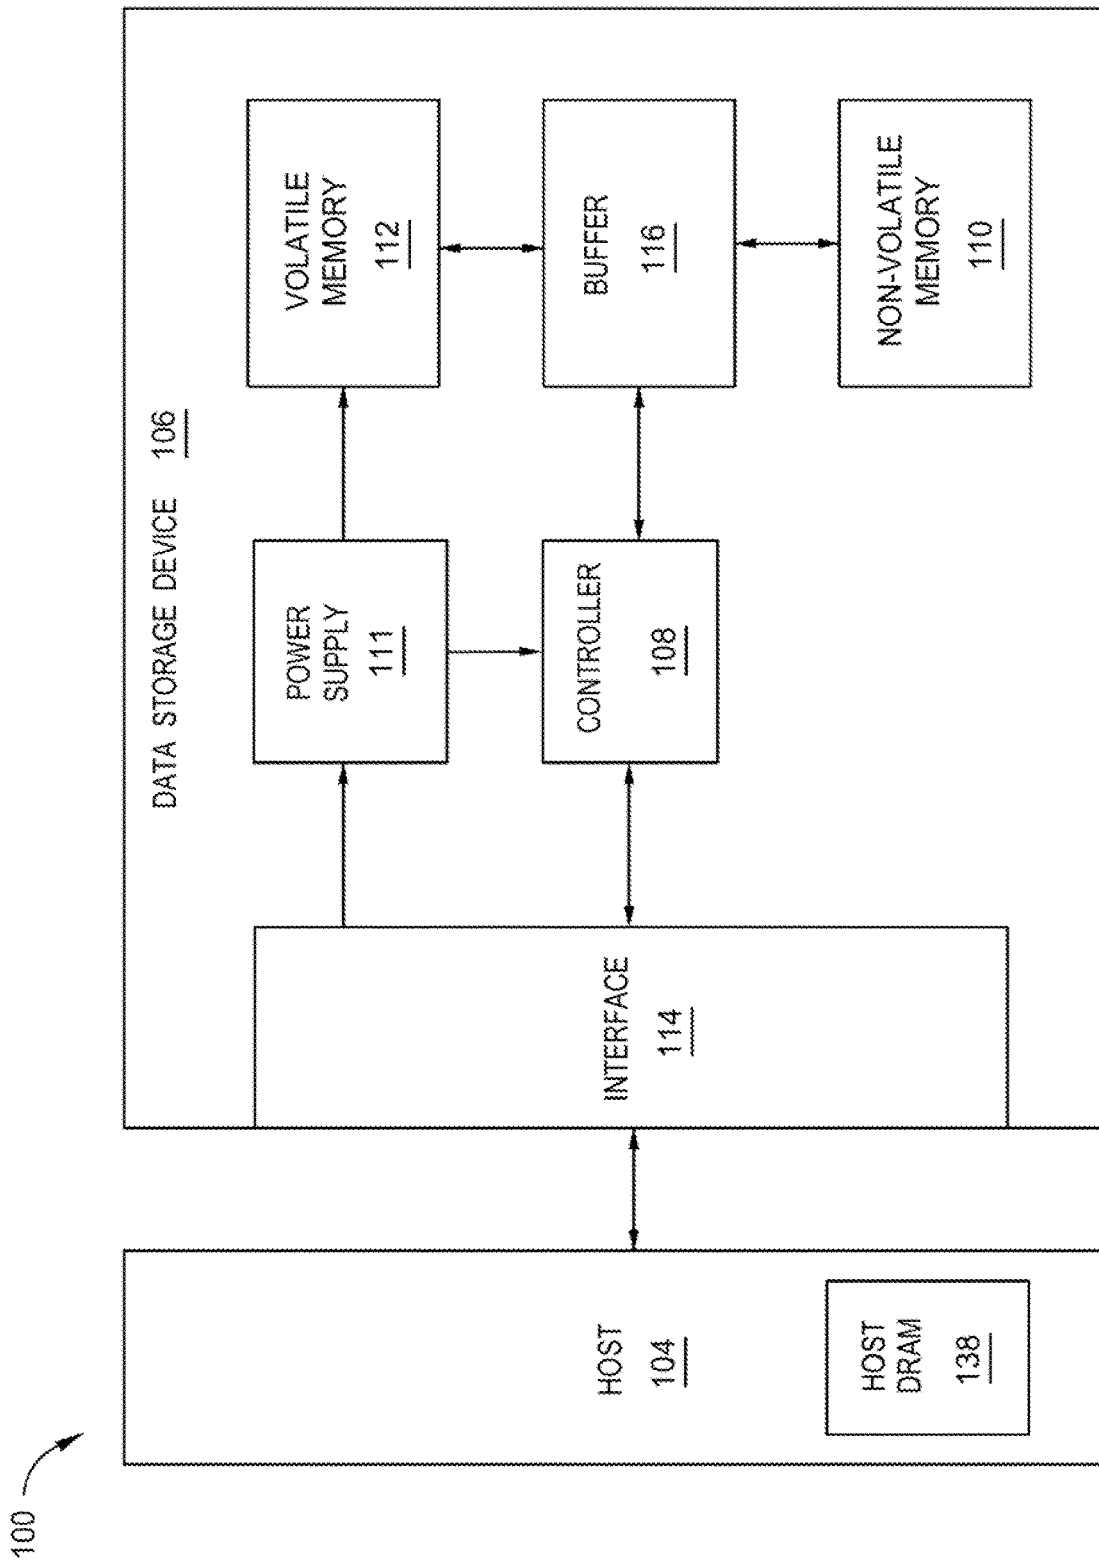 100
HOST
104
HOST
DRAM
138
DATA STORAGE DEVICE 106
INTERFACE
114
POWER
SUPPLY
111
CONTROLLER
108
VOLATILE
MEMORY
112
BUFFER
116
NON-VOLATILE
MEMORY
110